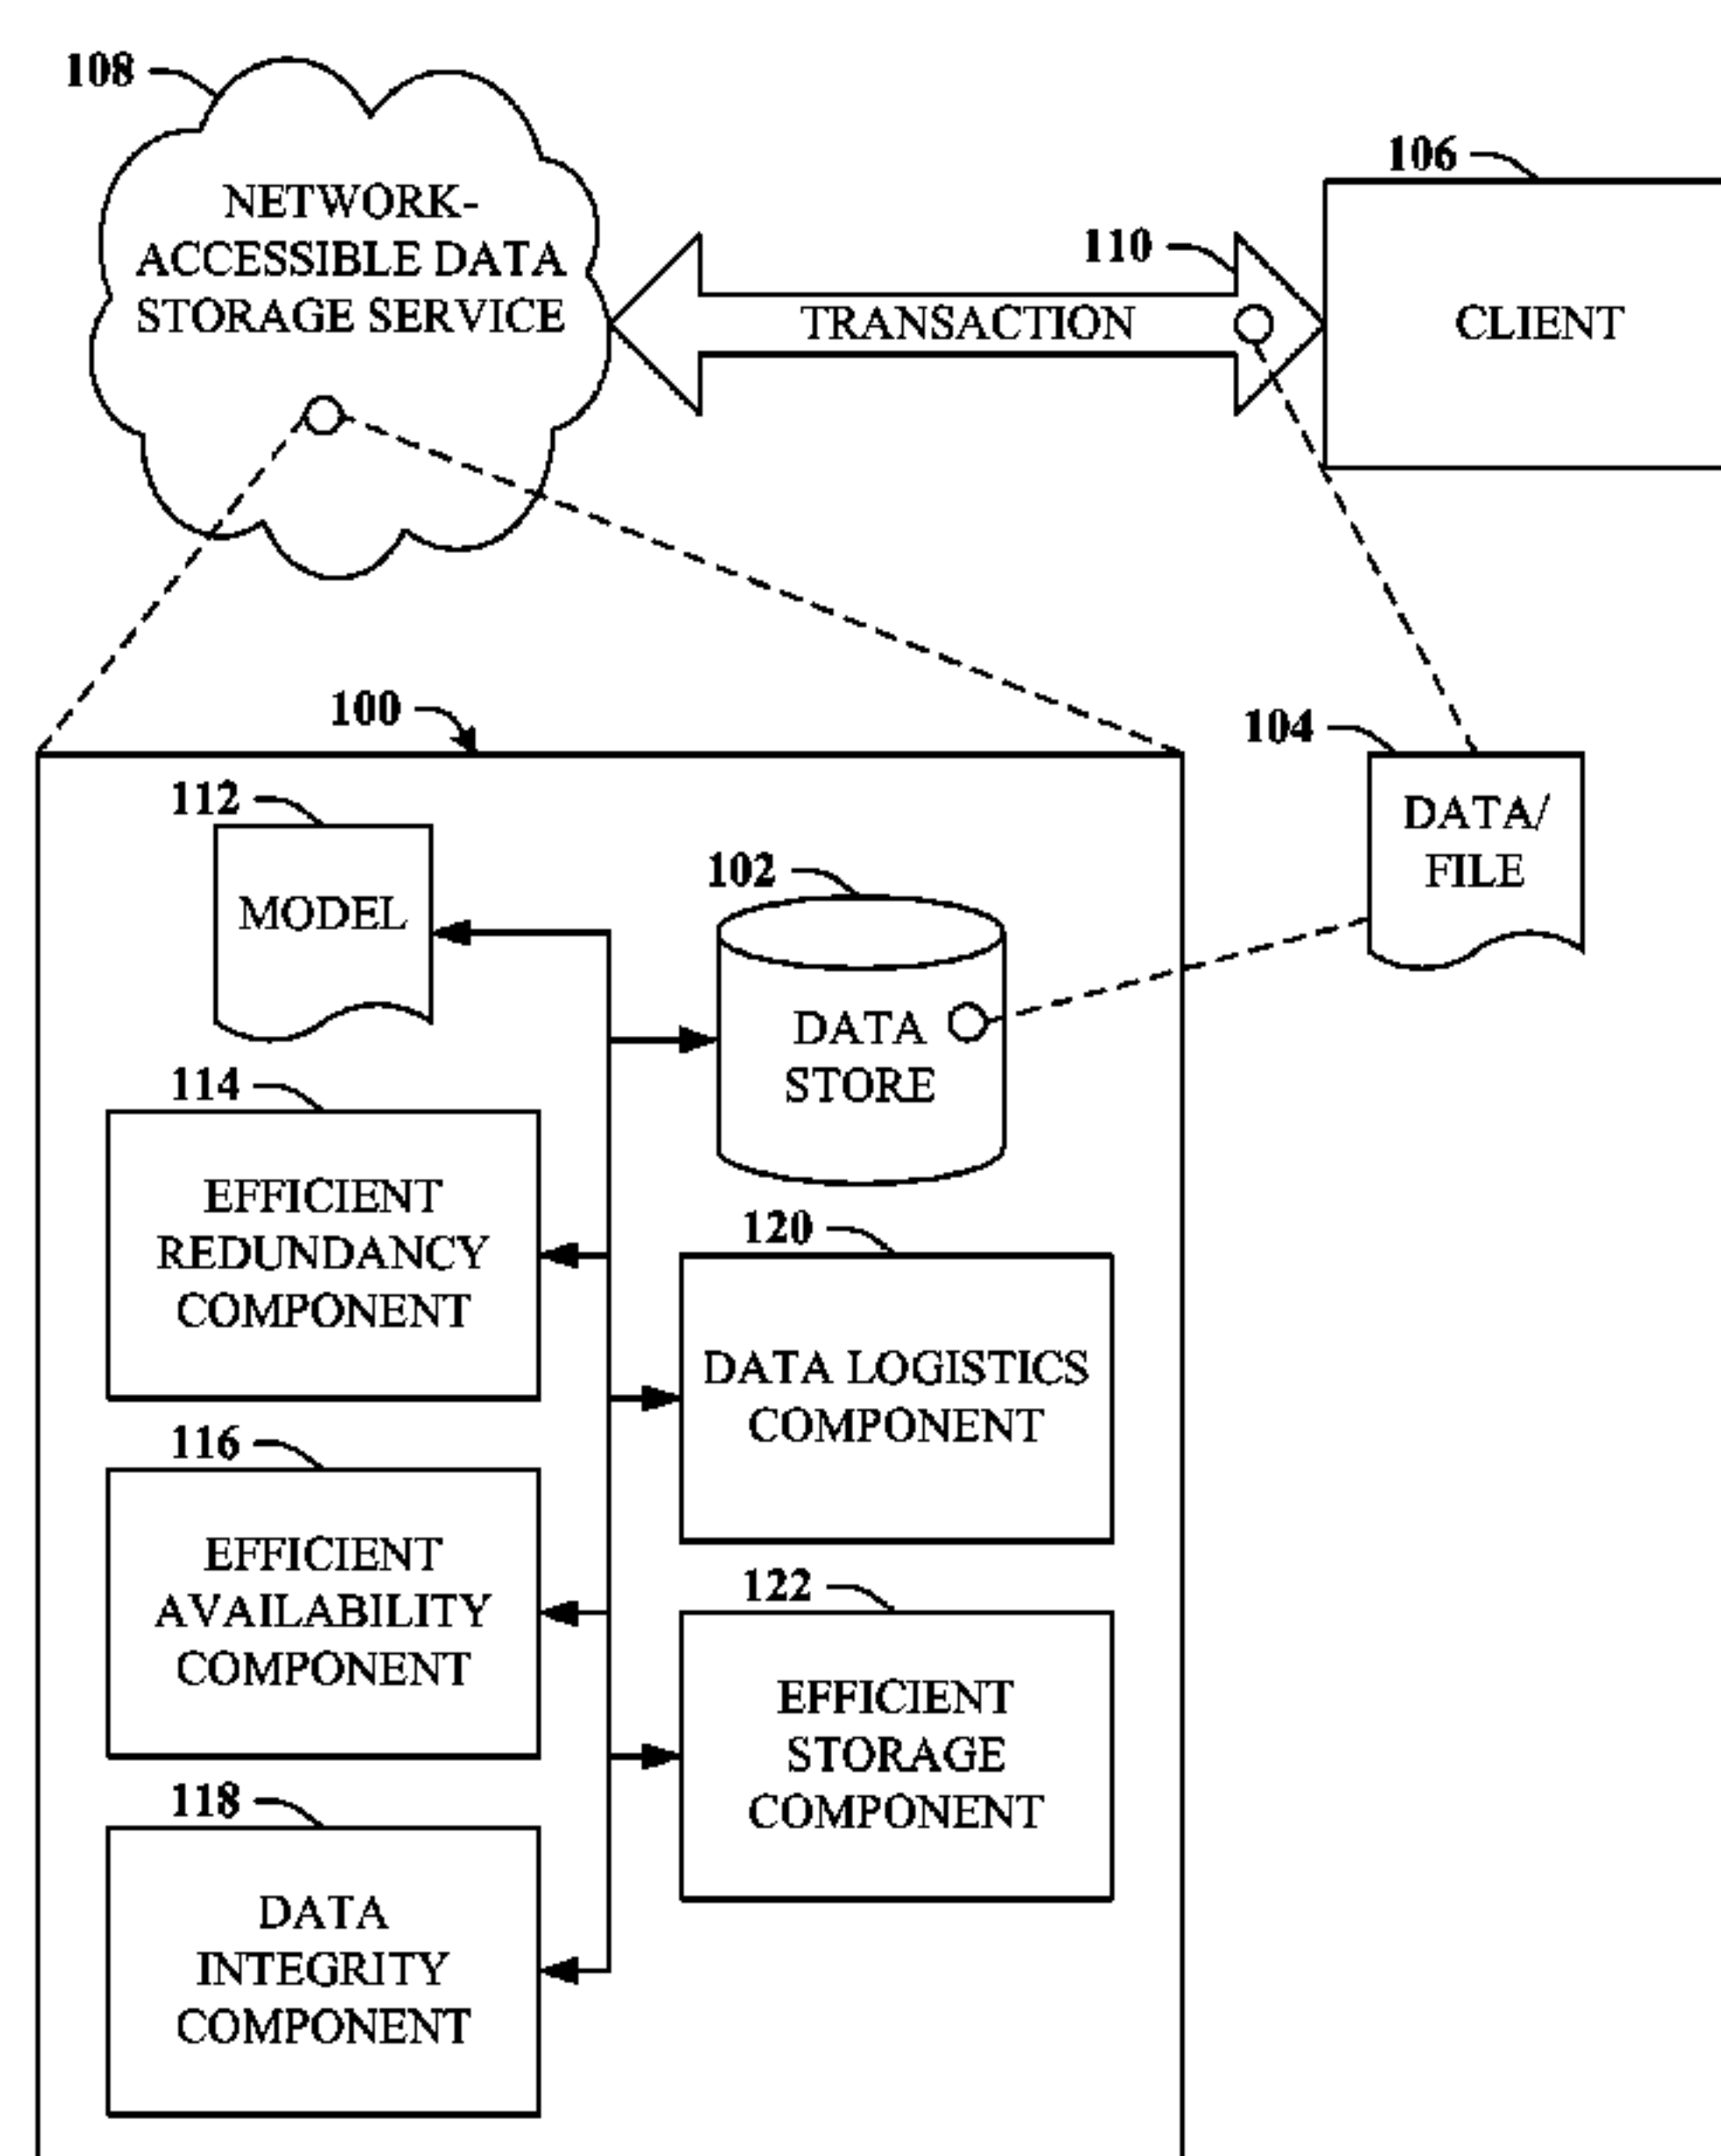 108
NETWORK-
ACCESSIBLE DATA
STORAGE SERVICE
110
TRANSACTION
106
CLIENT
100
104
DATA/
FILE
112
MODEL
102
DATA
STORE
114
EFFICIENT
REDUNDANCY
COMPONENT
120
DATA LOGISTICS
COMPONENT
116
EFFICIENT
AVAILABILITY
COMPONENT
122
EFFICIENT
STORAGE
COMPONENT
118
DATA
INTEGRITY
COMPONENT